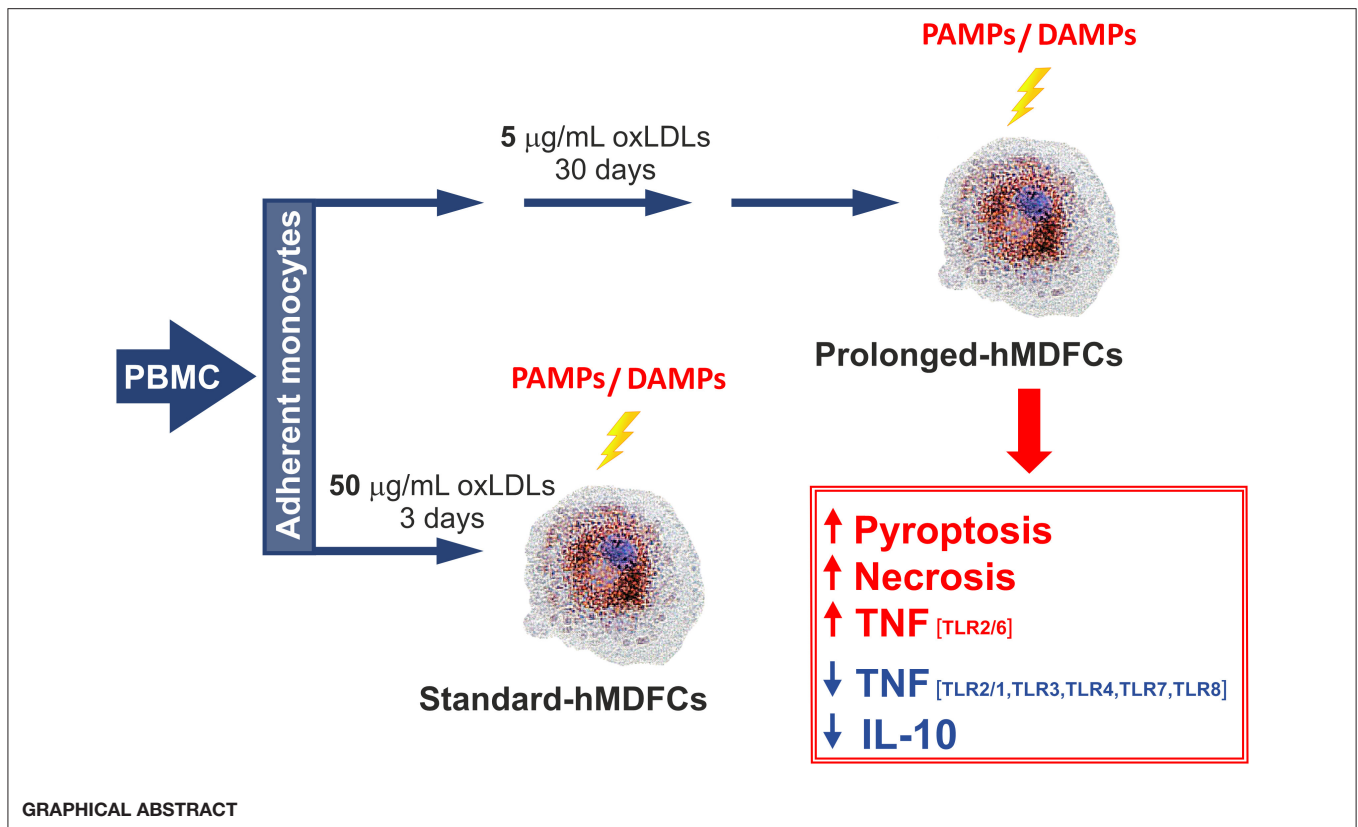 PAMPs/ DAMPs
5 μg/mL oxLDLs
30 days
Adherent monocytes
PBMC
Prolonged-hMDFCs
PAMPs/ DAMPs
50 μg/mL oxLDLs
3 days
Standard-hMDFCs
↑ Pyroptosis
↑ Necrosis
↑ TNF [TLR2/6]
↓ TNF [TLR2/1,TLR3,TLR4,TLR7,TLR8]
↓ IL-10
GRAPHICAL ABSTRACT